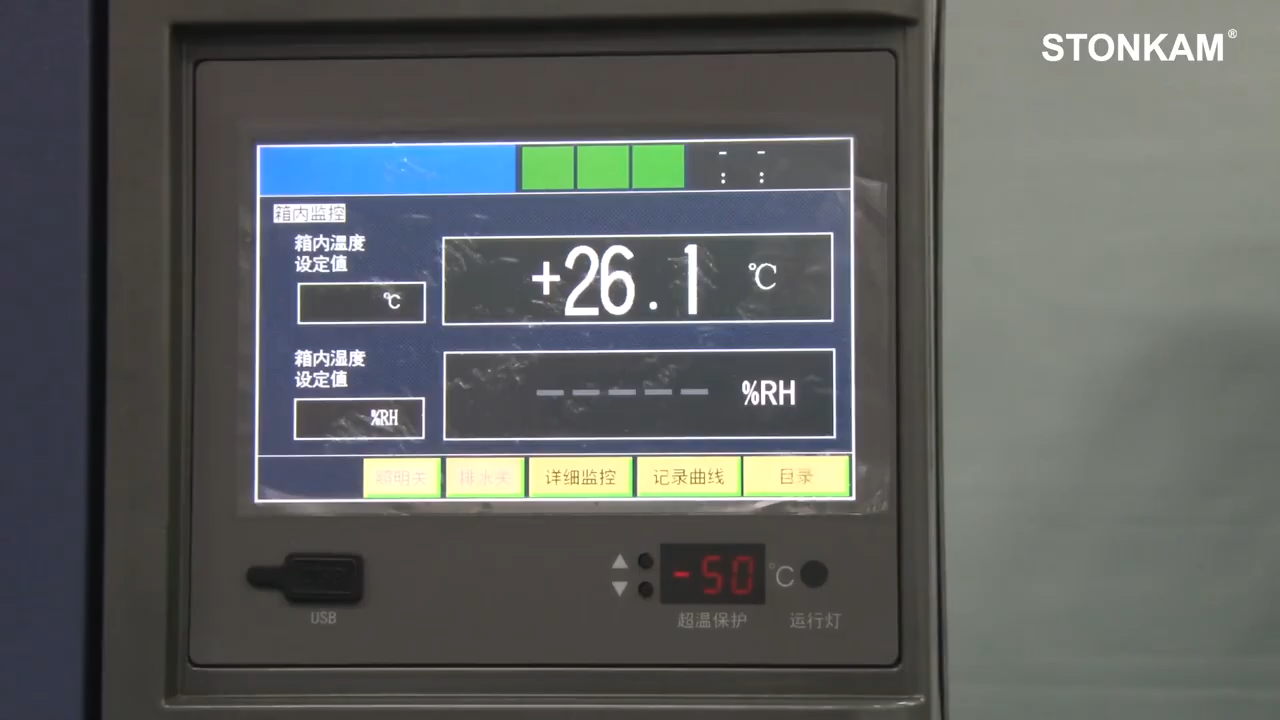 STONKAM®
箱内监控
箱内温度
设定值
℃
+26.1 ℃
箱内湿度
设定值
%RH
----- %RH
照明关 排水关 详细监控 记录曲线 目录
-50 ℃
USB
超温保护 运行灯